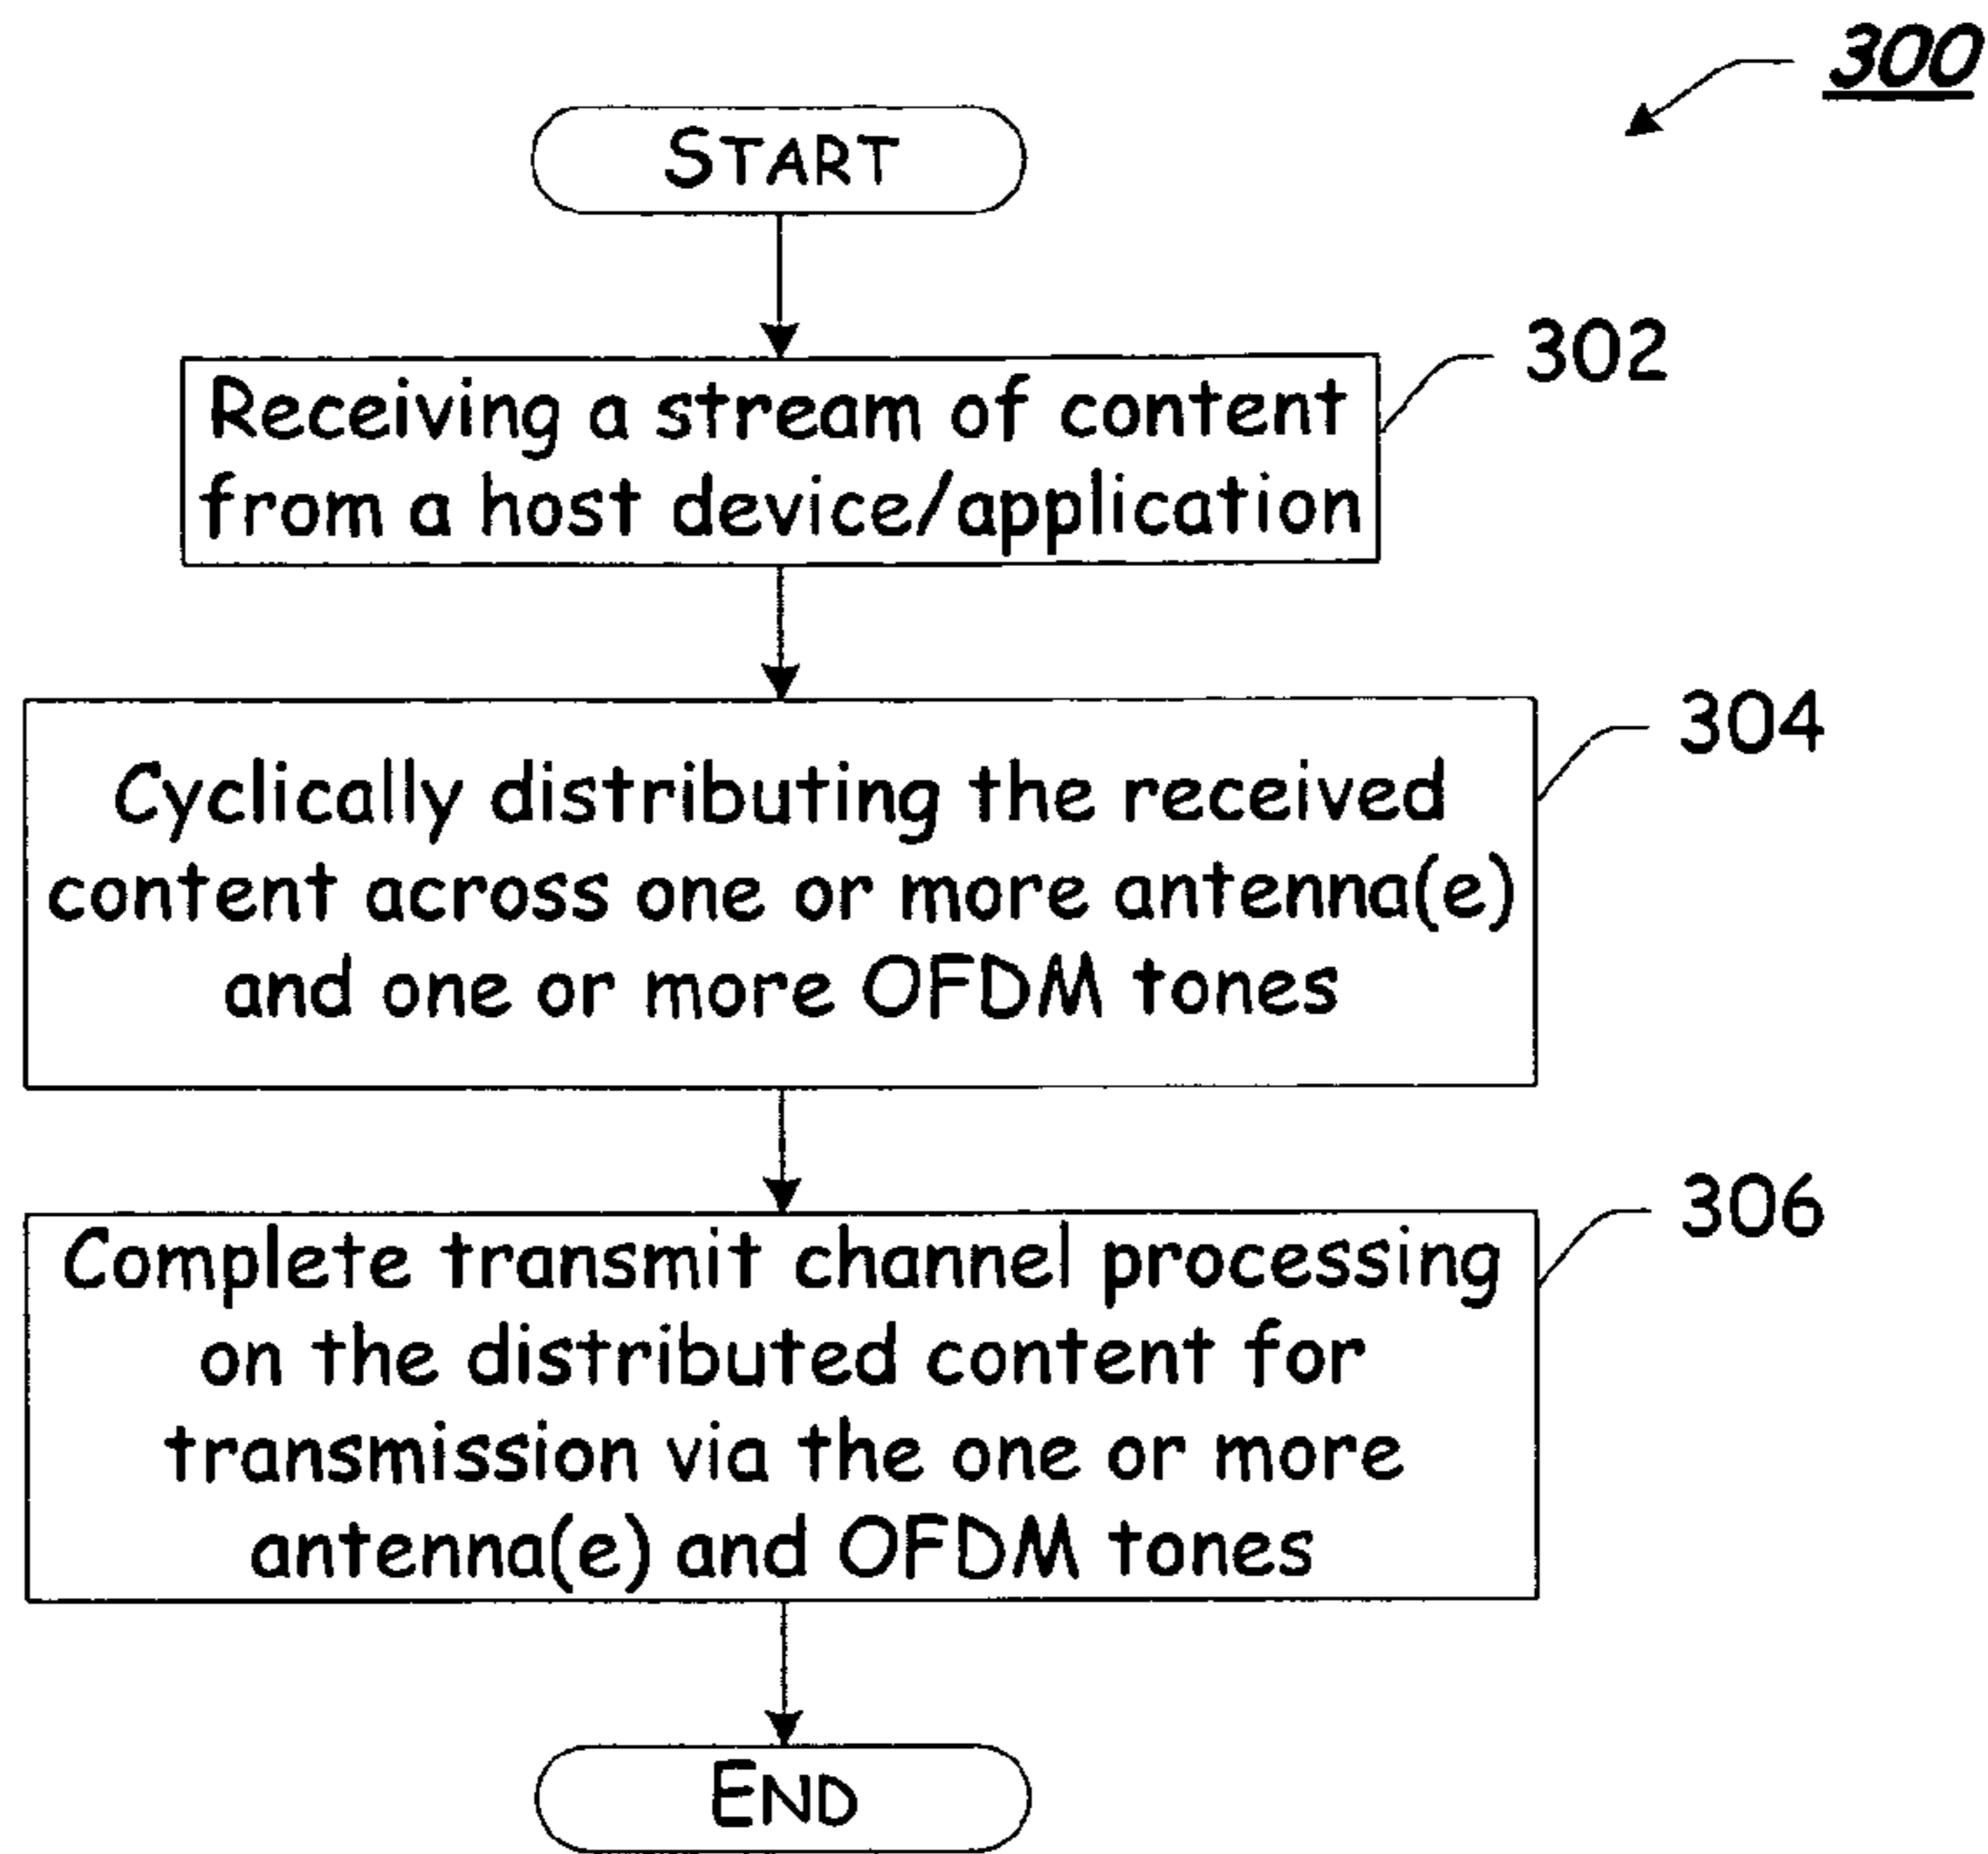 300
START
302
Receiving a stream of content
from a host device/application
304
Cyclically distributing the received
content across one or more antenna(e)
and one or more OFDM tones
306
Complete transmit channel processing
on the distributed content for
transmission via the one or more
antenna(e) and OFDM tones
END